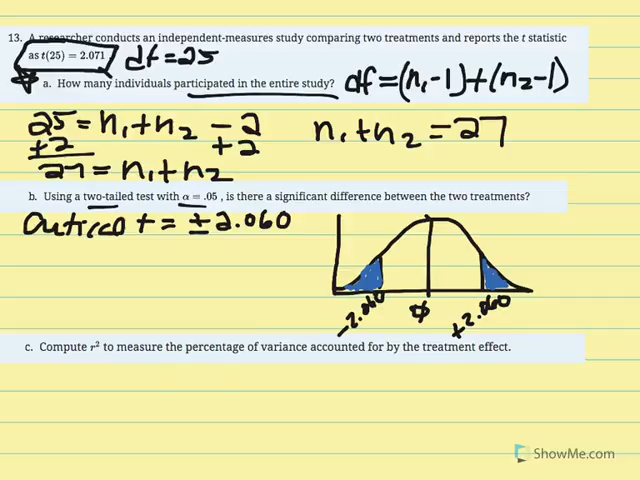 13. A researcher conducts an independent-measures study comparing two treatments and reports the t statistic
as t(25) = 2.071. df=25
a. How many individuals participated in the entire study? df=(n₁-1)+(n₂-1)
25=n₁+n₂-2 n₁+n₂=27
+2 +2
27=n₁+n₂
b. Using a two-tailed test with α = .05, is there a significant difference between the two treatments?
t=±2.060
-2.060 +2.060
c. Compute r² to measure the percentage of variance accounted for by the treatment effect.
ShowMe.com